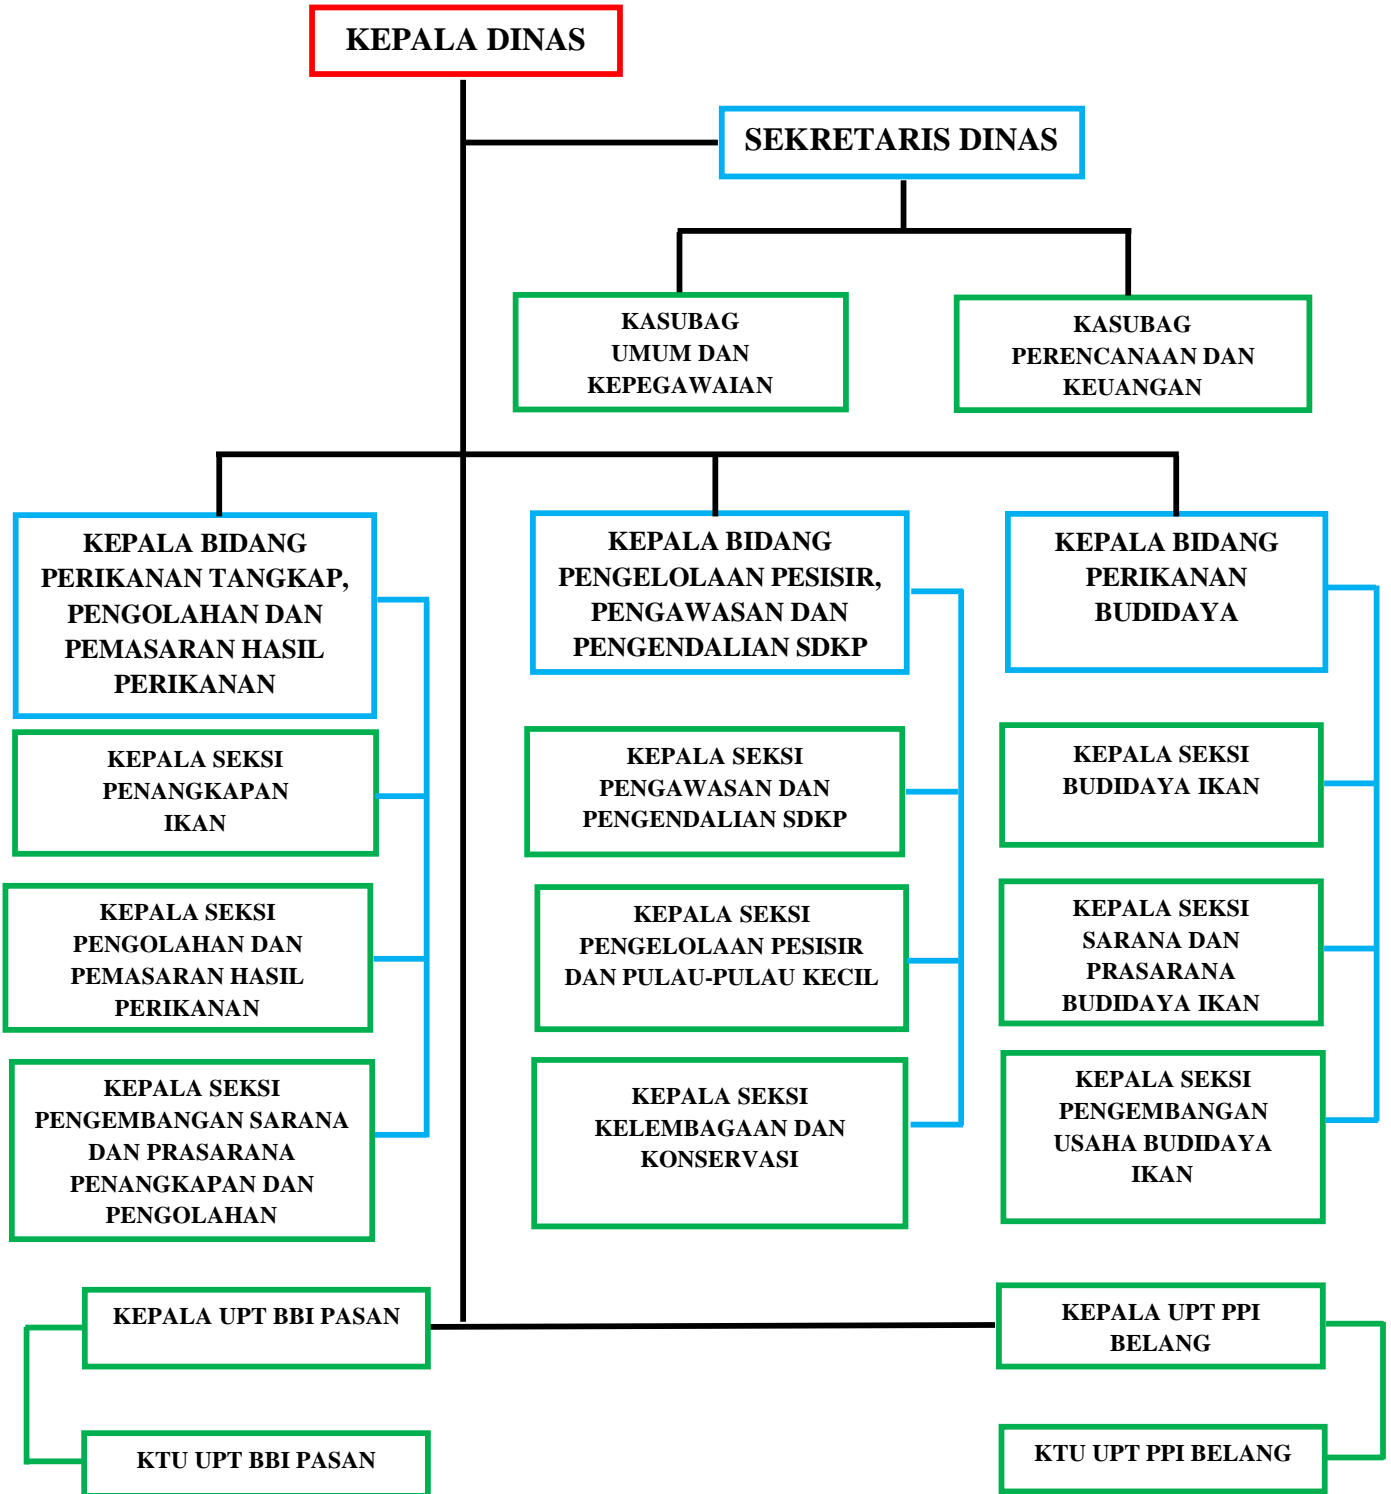 KEPALA DINAS
SEKRETARIS DINAS
KASUBAG
UMUM DAN
KEPEGAWAIAN
KASUBAG
PERENCANAAN DAN
KEUANGAN
KEPALA BIDANG
PERIKANAN TANGKAP,
PENGOLAHAN DAN
PEMASARAN HASIL
PERIKANAN
KEPALA BIDANG
PENGELOLAAN PESISIR,
PENGAWASAN DAN
PENGENDALIAN SDKP
KEPALA BIDANG
PERIKANAN
BUDIDAYA
KEPALA SEKSI
PENANGKAPAN
IKAN
KEPALA SEKSI
PENGAWASAN DAN
PENGENDALIAN SDKP
KEPALA SEKSI
BUDIDAYA IKAN
KEPALA SEKSI
PENGOLAHAN DAN
PEMASARAN HASIL
PERIKANAN
KEPALA SEKSI
PENGELOLAAN PESISIR
DAN PULAU-PULAU KECIL
KEPALA SEKSI
SARANA DAN
PRASARANA
BUDIDAYA IKAN
KEPALA SEKSI
PENGEMBANGAN SARANA
DAN PRASARANA
PENANGKAPAN DAN
PENGOLAHAN
KEPALA SEKSI
KELEMBAGAAN DAN
KONSERVASI
KEPALA SEKSI
PENGEMBANGAN
USAHA BUDIDAYA
IKAN
KEPALA UPT BBI PASAN
KEPALA UPT PPI
BELANG
KTU UPT BBI PASAN
KTU UPT PPI BELANG